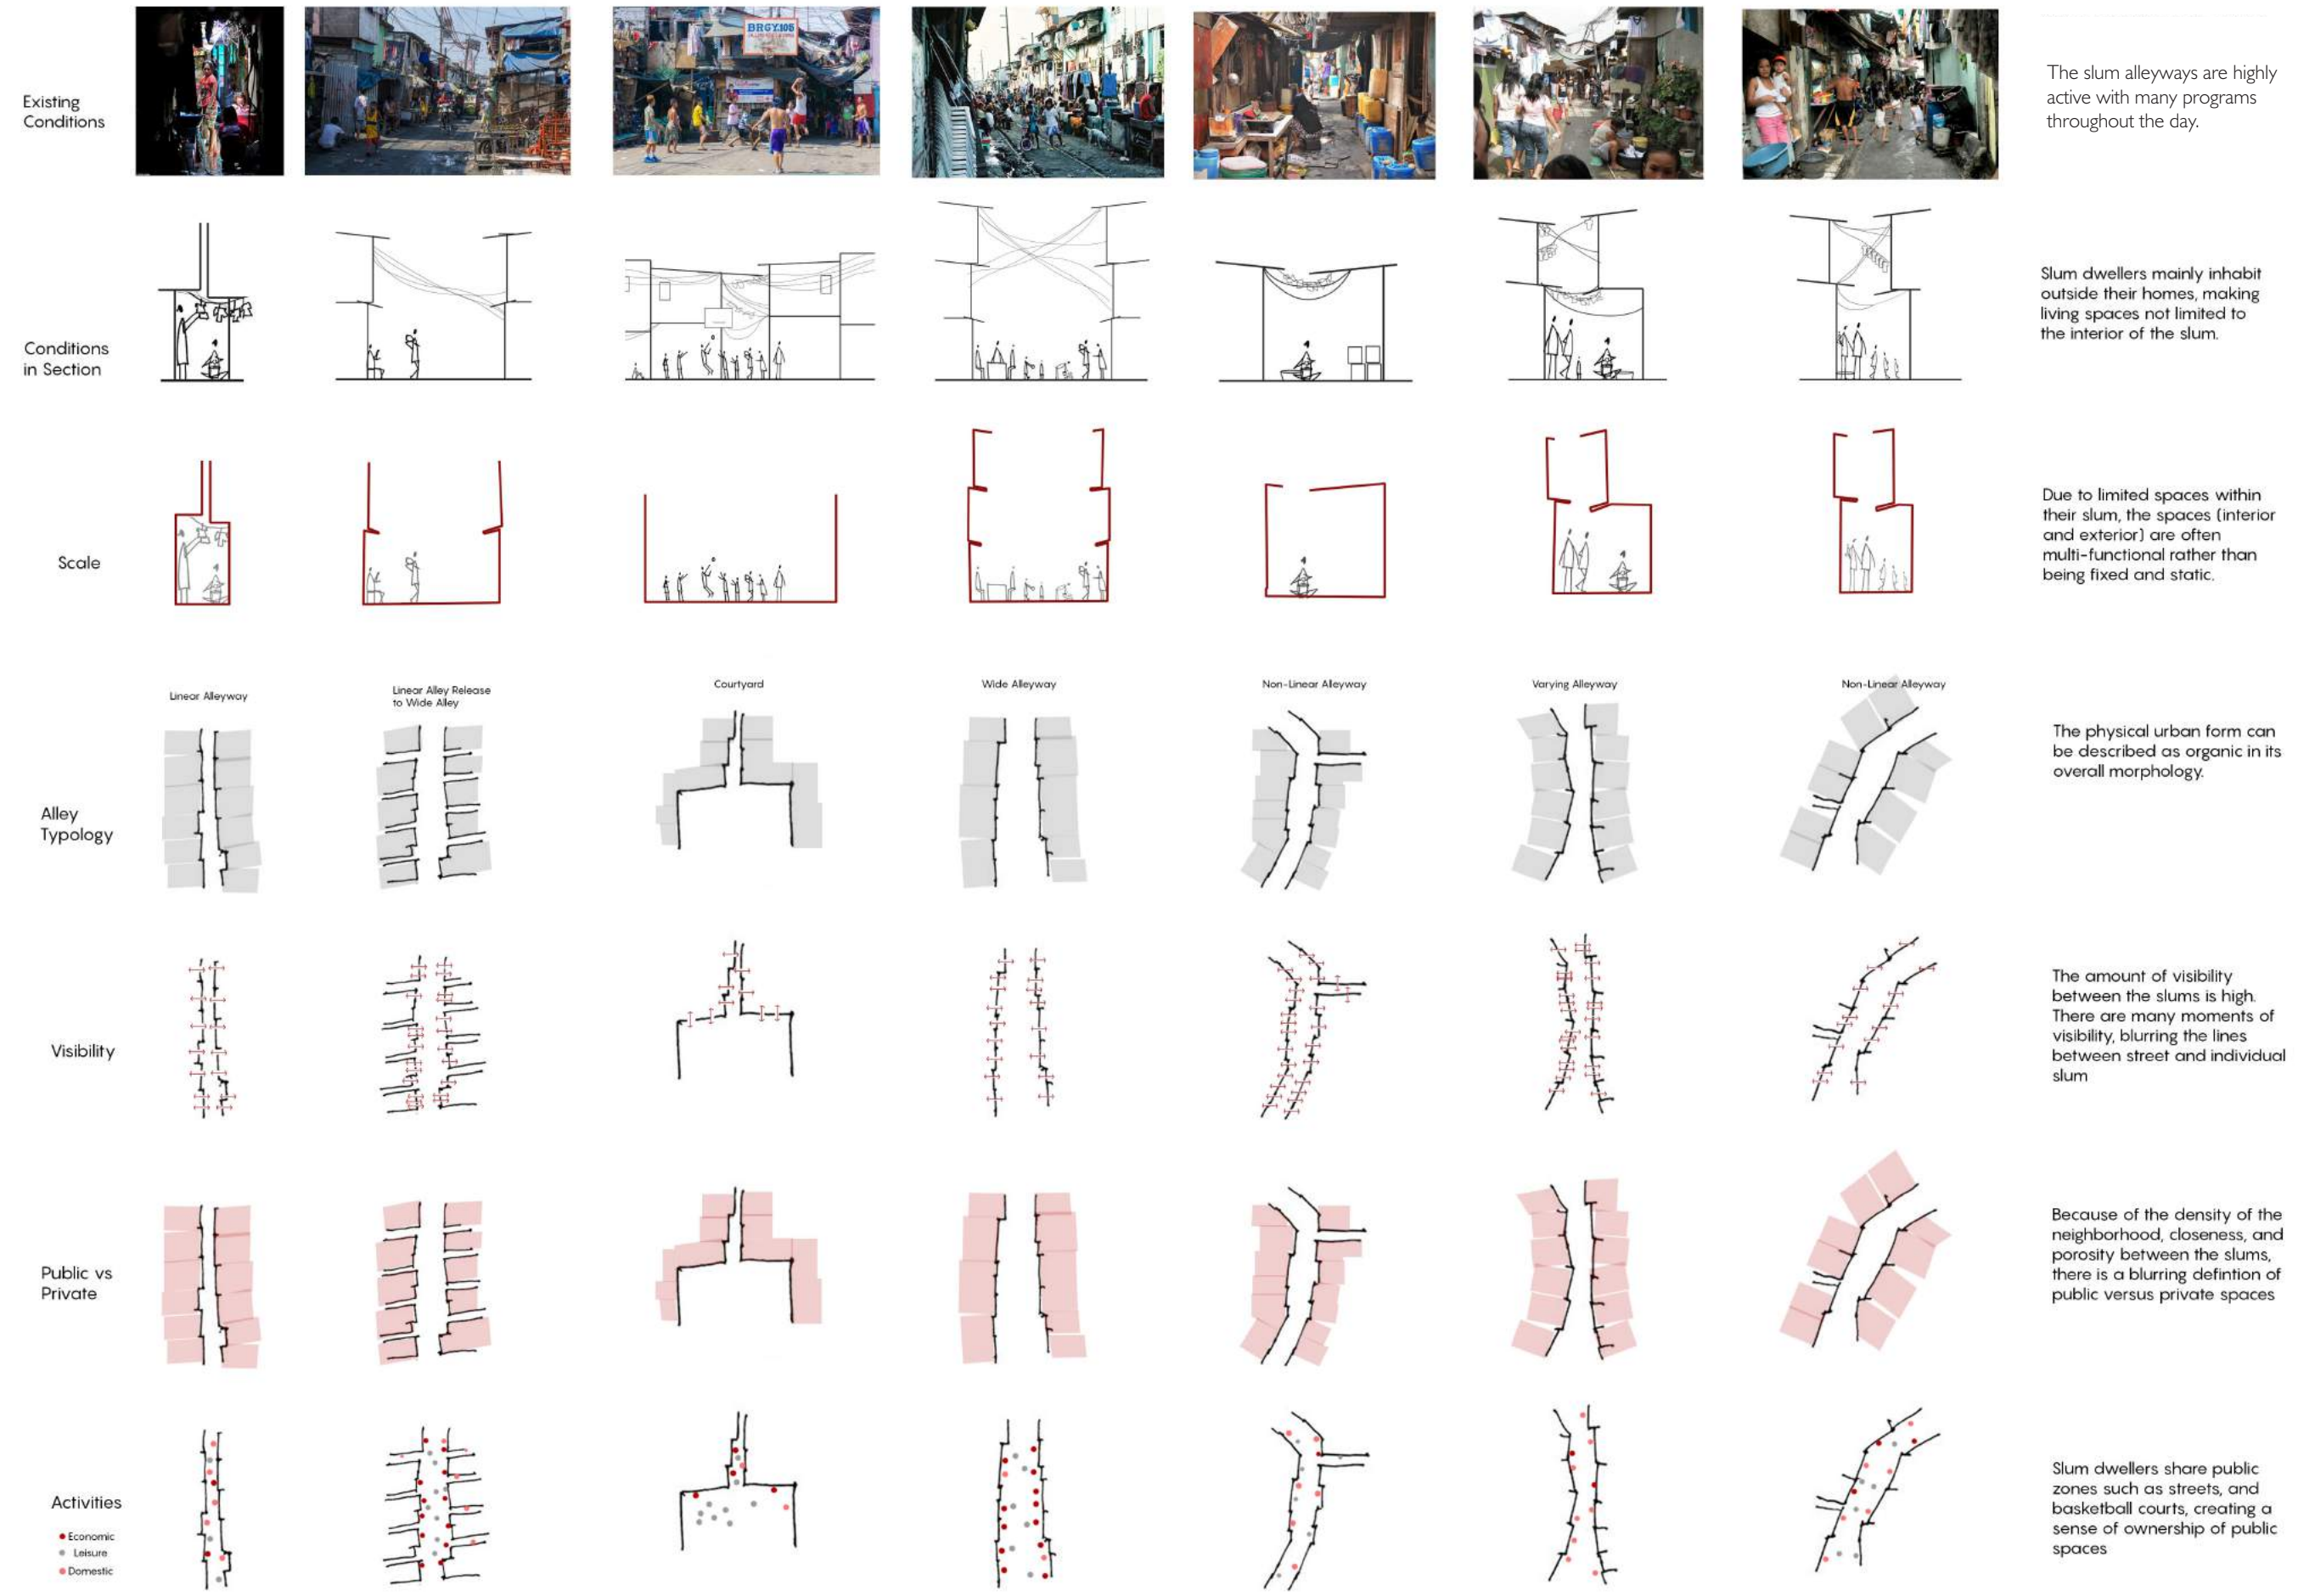 Existing
Conditions
BRGY.105
The slum alleyways are highly
active with many programs
throughout the day.
Conditions
in Section
Slum dwellers mainly inhabit
outside their homes, making
living spaces not limited to
the interior of the slum.
Scale
Due to limited spaces within
their slum, the spaces (interior
and exterior) are often
multi-functional rather than
being fixed and static.
Alley
Typology
Linear Alleyway
Linear Alley Release
to Wide Alley
Courtyard
Wide Alleyway
Non-Linear Alleyway
Varying Alleyway
Non-Linear Alleyway
The physical urban form can
be described as organic in its
overall morphology.
Visibility
The amount of visibility
between the slums is high.
There are many moments of
visibility, blurring the lines
between street and individual
slum
Public vs
Private
Because of the density of the
neighborhood, closeness, and
porosity between the slums,
there is a blurring defintion of
public versus private spaces
Activities
Economic
Leisure
Domestic
Slum dwellers share public
zones such as streets, and
basketball courts, creating a
sense of ownership of public
spaces